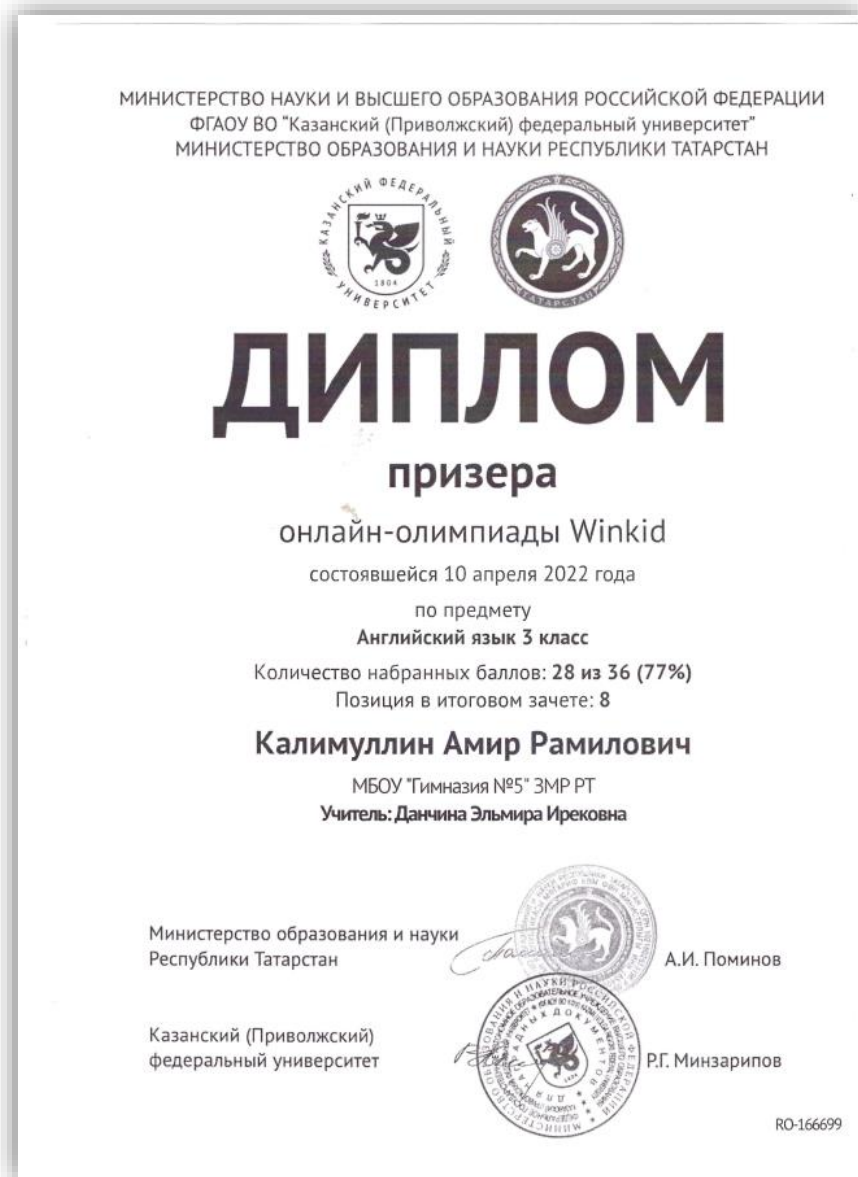 МИНИСТЕРСТВО НАУКИ И ВЫСШЕГО ОБРАЗОВАНИЯ РОССИЙСКОЙ ФЕДЕРАЦИИ
ФГАОУ ВО "Казанский (Приволжский) федеральный университет"
МИНИСТЕРСТВО ОБРАЗОВАНИЯ И НАУКИ РЕСПУБЛИКИ ТАТАРСТАН
КАЗАНСКИЙ ФЕДЕРАЛЬНЫЙ УНИВЕРСИТЕТ
1804
ТАТАРСТАН
ДИПЛОМ
призера
онлайн-олимпиады Winkid
состоявшейся 10 апреля 2022 года
по предмету
Английский язык 3 класс
Количество набранных баллов: 28 из 36 (77%)
Позиция в итоговом зачете: 8
Калимуллин Амир Рамилович
МБОУ "Гимназия №5" ЗМР РТ
Учитель: Данчина Эльмира Ирековна
Министерство образования и науки
Республики Татарстан
А.И. Поминов
Казанский (Приволжский)
федеральный университет
Р.Г. Минзарипов
ДЛЯ НАГРАДНЫХ ДОКУМЕНТОВ
RO-166699